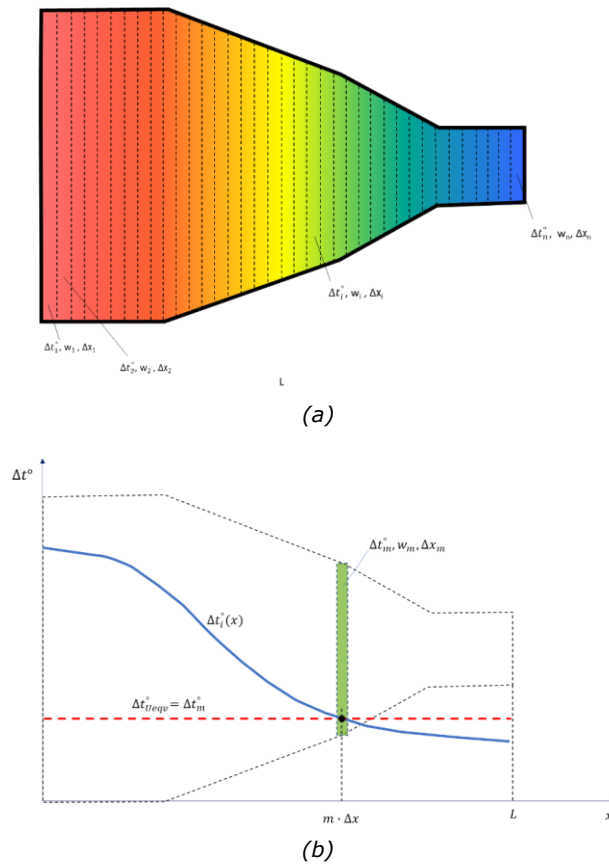 Δt°ₙ, wₙ, Δxₙ
Δt°ᵢ, wᵢ, Δxᵢ
Δt°₁, w₁, Δx₁
Δt°₂, w₂, Δx₂
L
(a)
Δt°
Δt°ₘ, wₘ, Δxₘ
Δt°ᵢ(x)
Δt°_Ueqv = Δt°ₘ
m · Δx
L
x
(b)